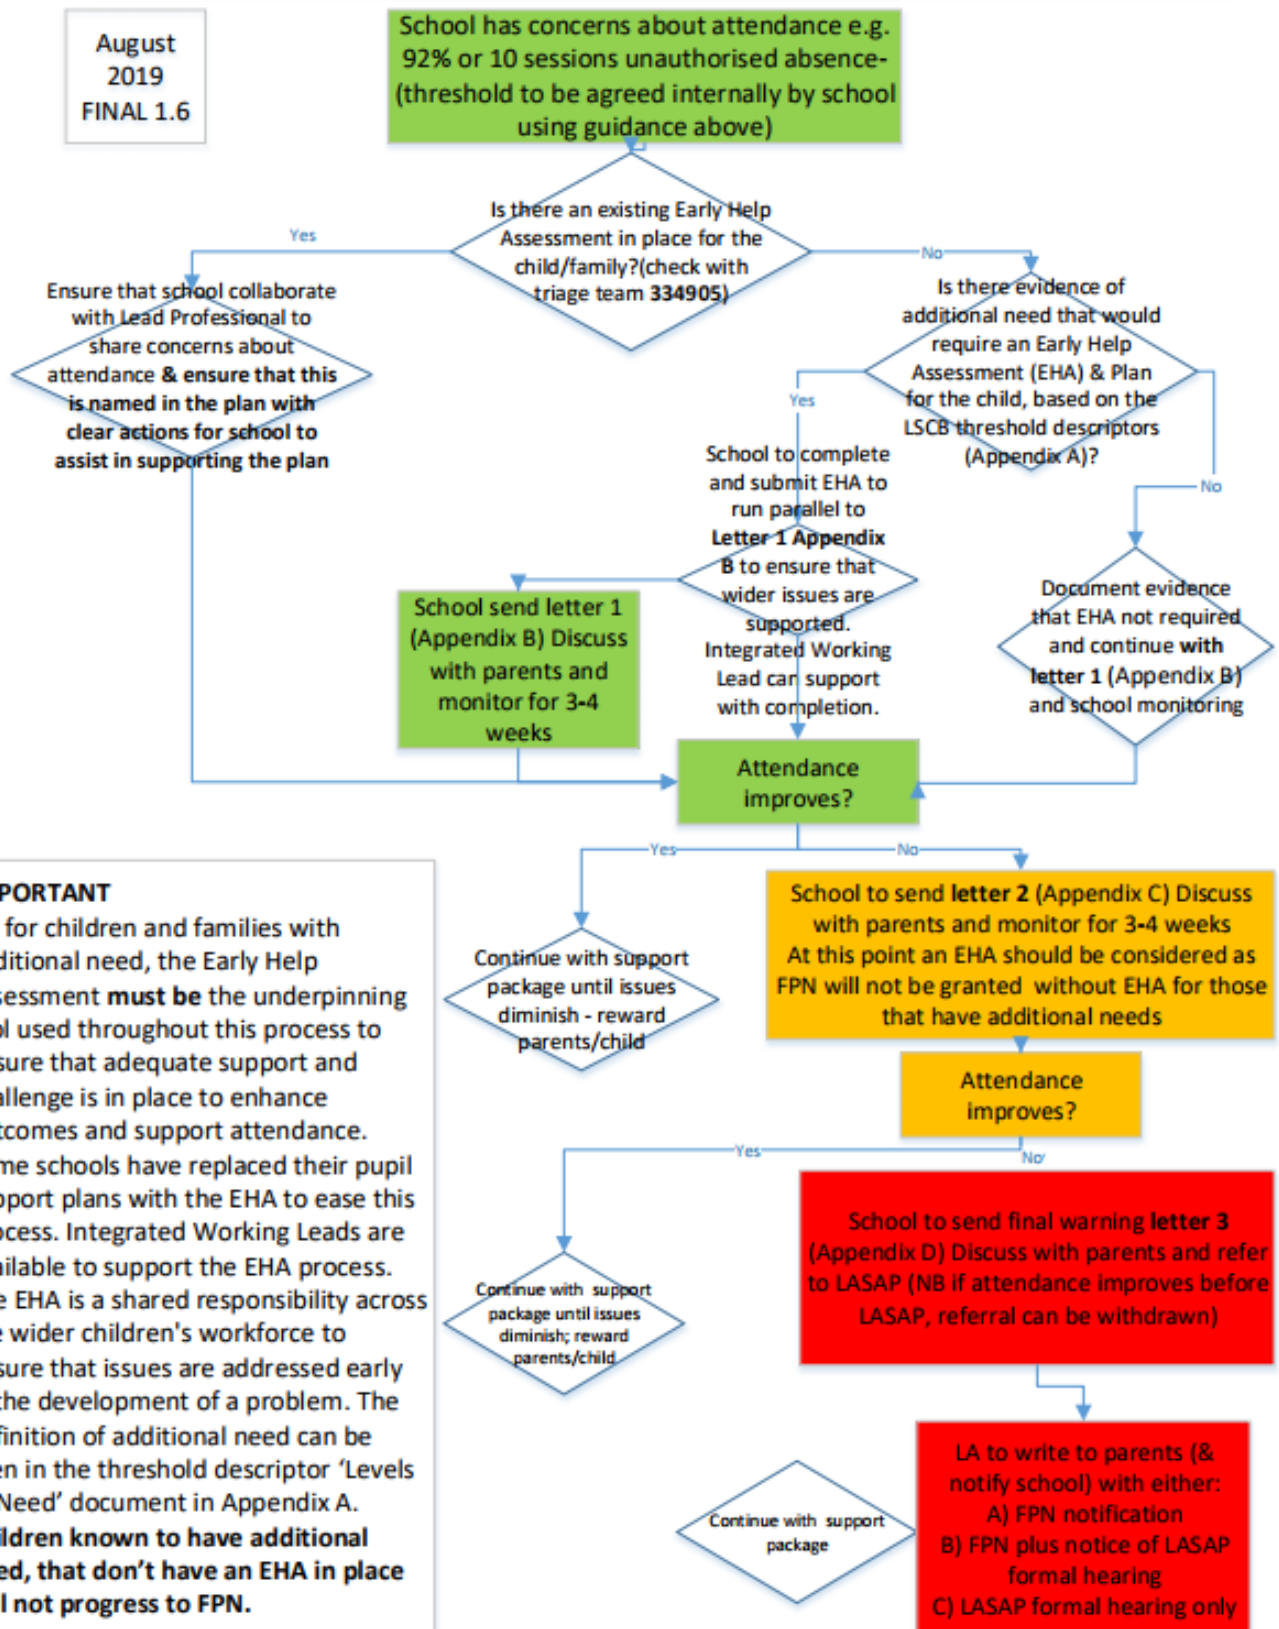 August
2019
FINAL 1.6
School has concerns about attendance e.g.
92% or 10 sessions unauthorised absence-
(threshold to be agreed internally by school
using guidance above)
Is there an existing Early Help
Assessment in place for the
child/family?(check with
triage team 334905)
Yes
No
Ensure that school collaborate
with Lead Professional to
share concerns about
attendance & ensure that this
is named in the plan with
clear actions for school to
assist in supporting the plan
Is there evidence of
additional need that would
require an Early Help
Assessment (EHA) & Plan
for the child, based on the
LSCB threshold descriptors
(Appendix A)?
Yes
No
School to complete
and submit EHA to
run parallel to
Letter 1 Appendix
B to ensure that
wider issues are
supported.
Integrated Working
Lead can support
with completion.
School send letter 1
(Appendix B) Discuss
with parents and
monitor for 3-4
weeks
Document evidence
that EHA not required
and continue with
letter 1 (Appendix B)
and school monitoring
Attendance
improves?
Yes
No
Continue with support
package until issues
diminish - reward
parents/child
School to send letter 2 (Appendix C) Discuss
with parents and monitor for 3-4 weeks
At this point an EHA should be considered as
FPN will not be granted without EHA for those
that have additional needs
Attendance
improves?
Yes
No
Continue with support
package until issues
diminish; reward
parents/child
School to send final warning letter 3
(Appendix D) Discuss with parents and refer
to LASAP (NB if attendance improves before
LASAP, referral can be withdrawn)
Continue with support
package
LA to write to parents (&
notify school) with either:
A) FPN notification
B) FPN plus notice of LASAP
formal hearing
C) LASAP formal hearing only
PORTANT
for children and families with
ditional need, the Early Help
sessment must be the underpinning
ol used throughout this process to
sure that adequate support and
allenge is in place to enhance
tcomes and support attendance.
me schools have replaced their pupil
pport plans with the EHA to ease this
ocess. Integrated Working Leads are
ailable to support the EHA process.
e EHA is a shared responsibility across
e wider children's workforce to
sure that issues are addressed early
the development of a problem. The
finition of additional need can be
en in the threshold descriptor ‘Levels
Need’ document in Appendix A.
ildren known to have additional
ed, that don’t have an EHA in place
l not progress to FPN.